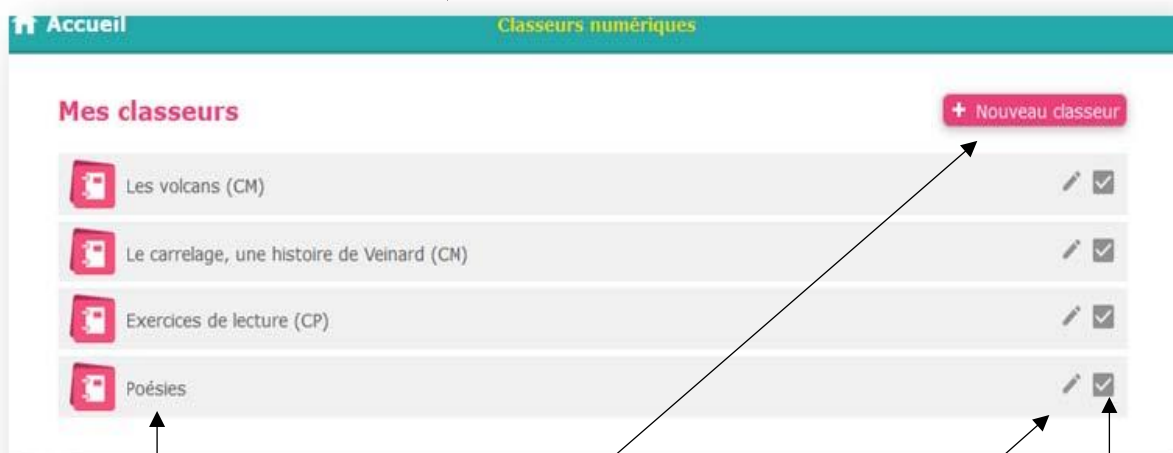 Accueil
Classeurs numériques
Mes classeurs
+ Nouveau classeur
Les volcans (CM)
Le carrelage, une histoire de Veinard (CM)
Exercices de lecture (CP)
Poésies